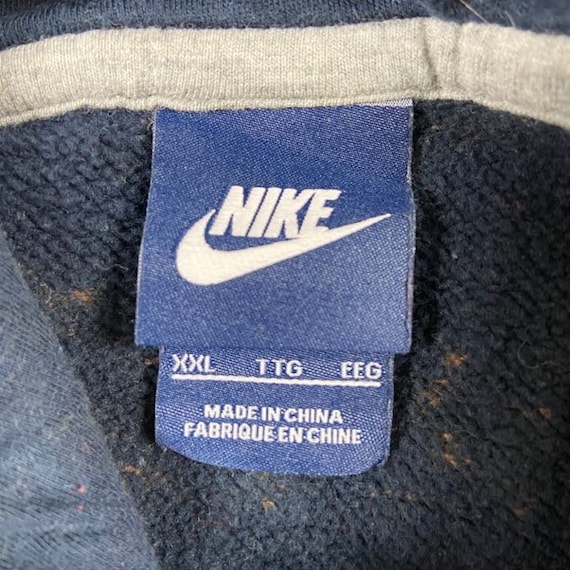 NIKE
XXL TTG EEG
MADE IN CHINA
FABRIQUE EN CHINE